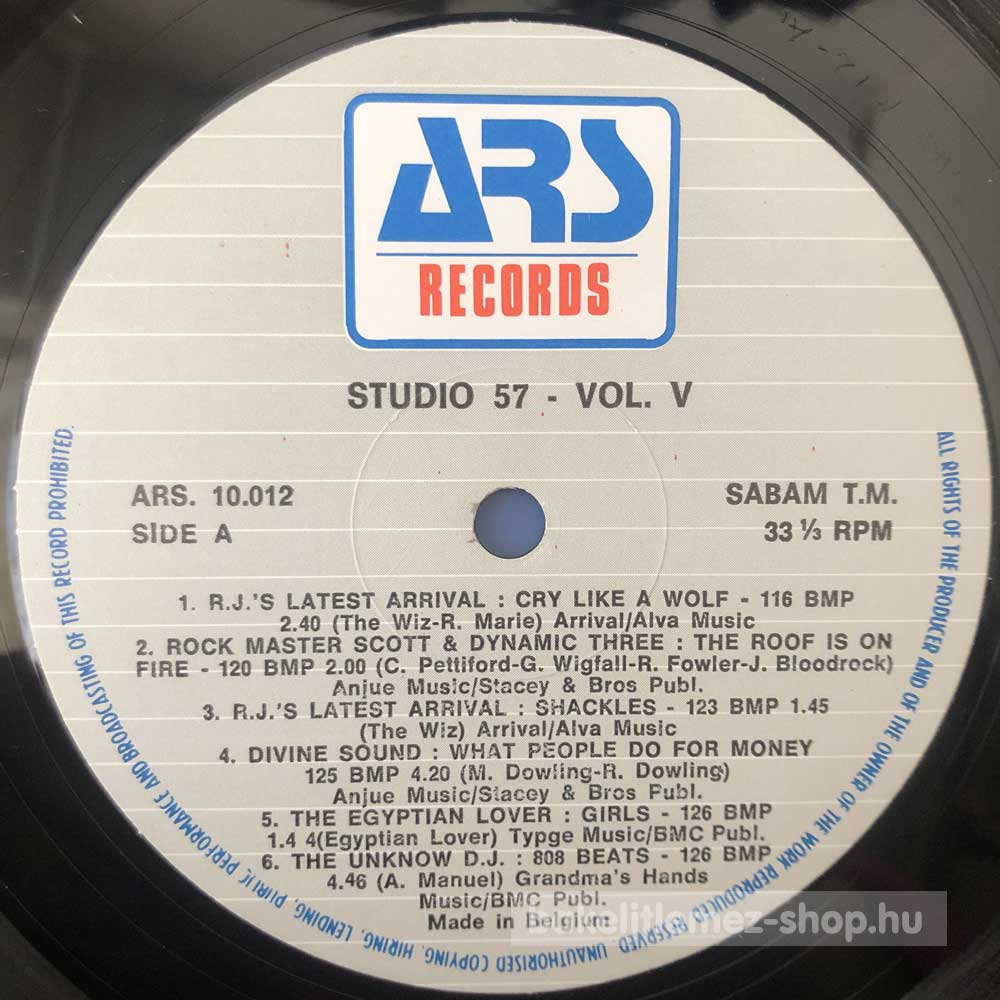 ARS
RECORDS
STUDIO 57 - VOL. V
ARS. 10.012
SIDE A
SABAM T.M.
33 ⅓ RPM
1. R.J.'S LATEST ARRIVAL : CRY LIKE A WOLF - 116 BMP
2.40 (The Wiz-R. Marie) Arrival/Alva Music
2. ROCK MASTER SCOTT & DYNAMIC THREE : THE ROOF IS ON
FIRE - 120 BMP 2.00 (C. Pettiford-G. Wigfall-R. Fowler-J. Bloodrock)
Anjue Music/Stacey & Bros Publ.
3. R.J.'S LATEST ARRIVAL : SHACKLES - 123 BMP 1.45
(The Wiz) Arrival/Alva Music
4. DIVINE SOUND : WHAT PEOPLE DO FOR MONEY
125 BMP 4.20 (M. Dowling-R. Dowling)
Anjue Music/Stacey & Bros Publ.
5. THE EGYPTIAN LOVER : GIRLS - 126 BMP
1.4 4(Egyptian Lover) Typge Music/BMC Publ.
6. THE UNKNOW D.J. : 808 BEATS - 126 BMP
4.46 (A. Manuel) Grandma's Hands
Music/BMC Publ.
Made in Belgium
ALL RIGHTS OF THE PRODUCER AND OF THE OWNER OF THE WORK REPRODUCED RESERVED. UNAUTHORISED COPYING, HIRING, LENDING, PUBLIC PERFORMANCE AND BROADCASTING OF THIS RECORD PROHIBITED.
bakelitlemez-shop.hu